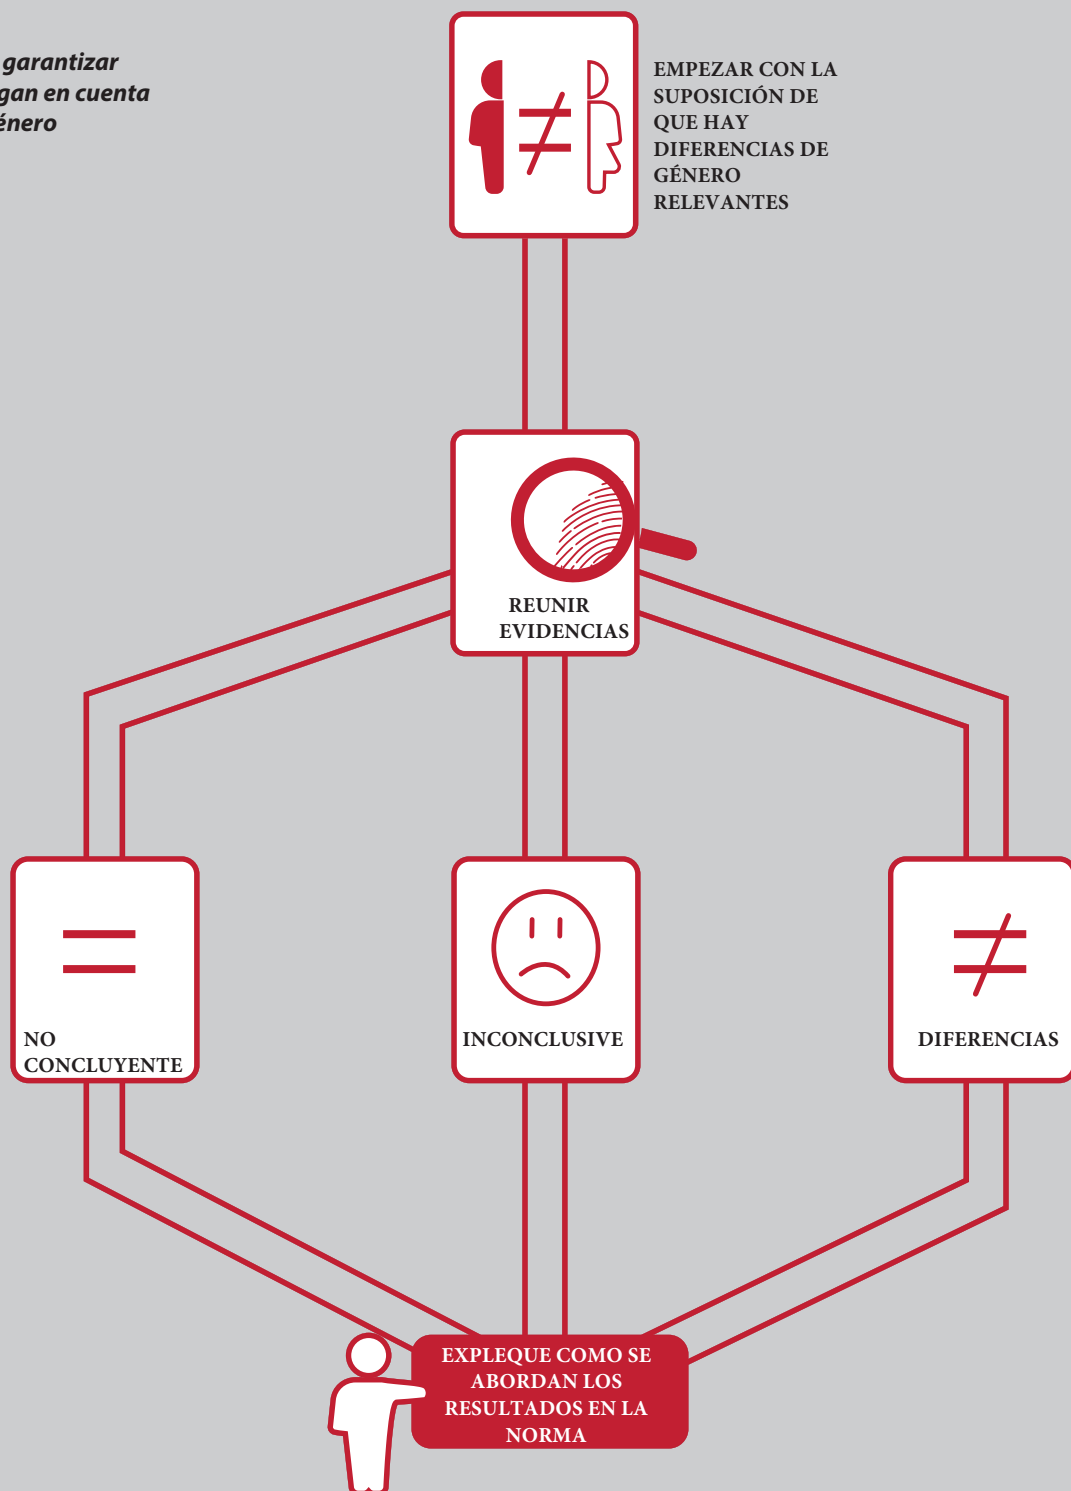 garantizar
gan en cuenta
énero
EMPEZAR CON LA
SUPOSICIÓN DE
QUE HAY
DIFERENCIAS DE
GÉNERO
RELEVANTES
REUNIR
EVIDENCIAS
NO
CONCLUYENTE
INCONCLUSIVE
DIFERENCIAS
EXPLEQUE COMO SE
ABORDAN LOS
RESULTADOS EN LA
NORMA